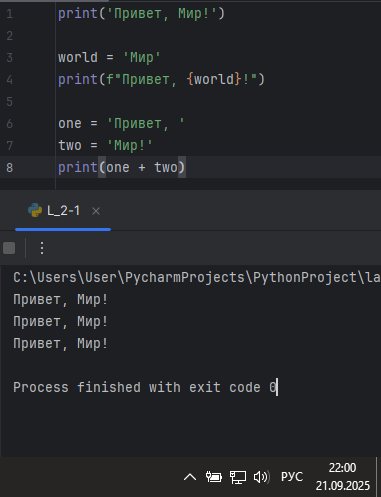 1 print('Привет, Мир!')
2
3 world = 'Мир'
4 print(f"Привет, {world}!")
5
6 one = 'Привет, '
7 two = 'Мир!'
8 print(one + two)
L_2-1
C:\Users\User\PycharmProjects\PythonProject\la
Привет, Мир!
Привет, Мир!
Привет, Мир!
Process finished with exit code 0
РУС
22:00
21.09.2025